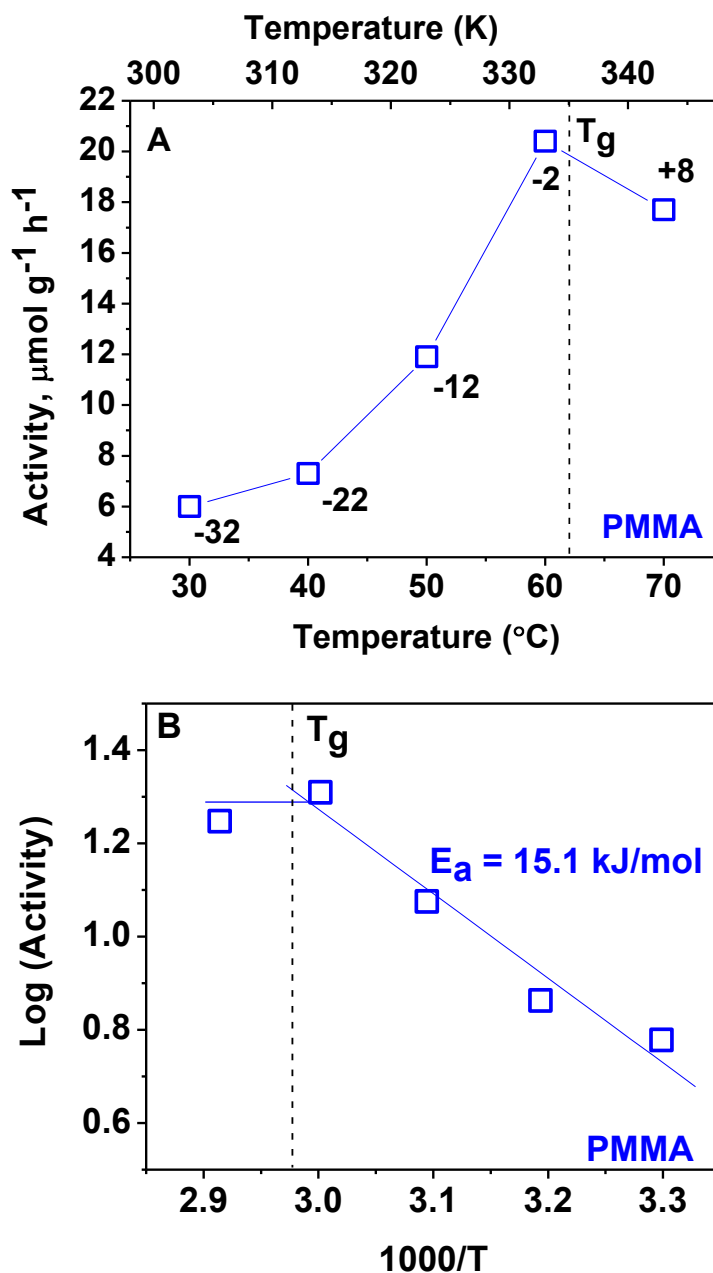 Temperature (K)
300 310 320 330 340
22
20
18
16
14
12
10
8
6
4
Activity, μmol g⁻¹ h⁻¹
A
Tg
+8
-2
-12
-22
-32
PMMA
30 40 50 60 70
Temperature (°C)
B
Tg
1.4
1.2
1.0
0.8
0.6
Log (Activity)
Ea = 15.1 kJ/mol
PMMA
2.9 3.0 3.1 3.2 3.3
1000/T